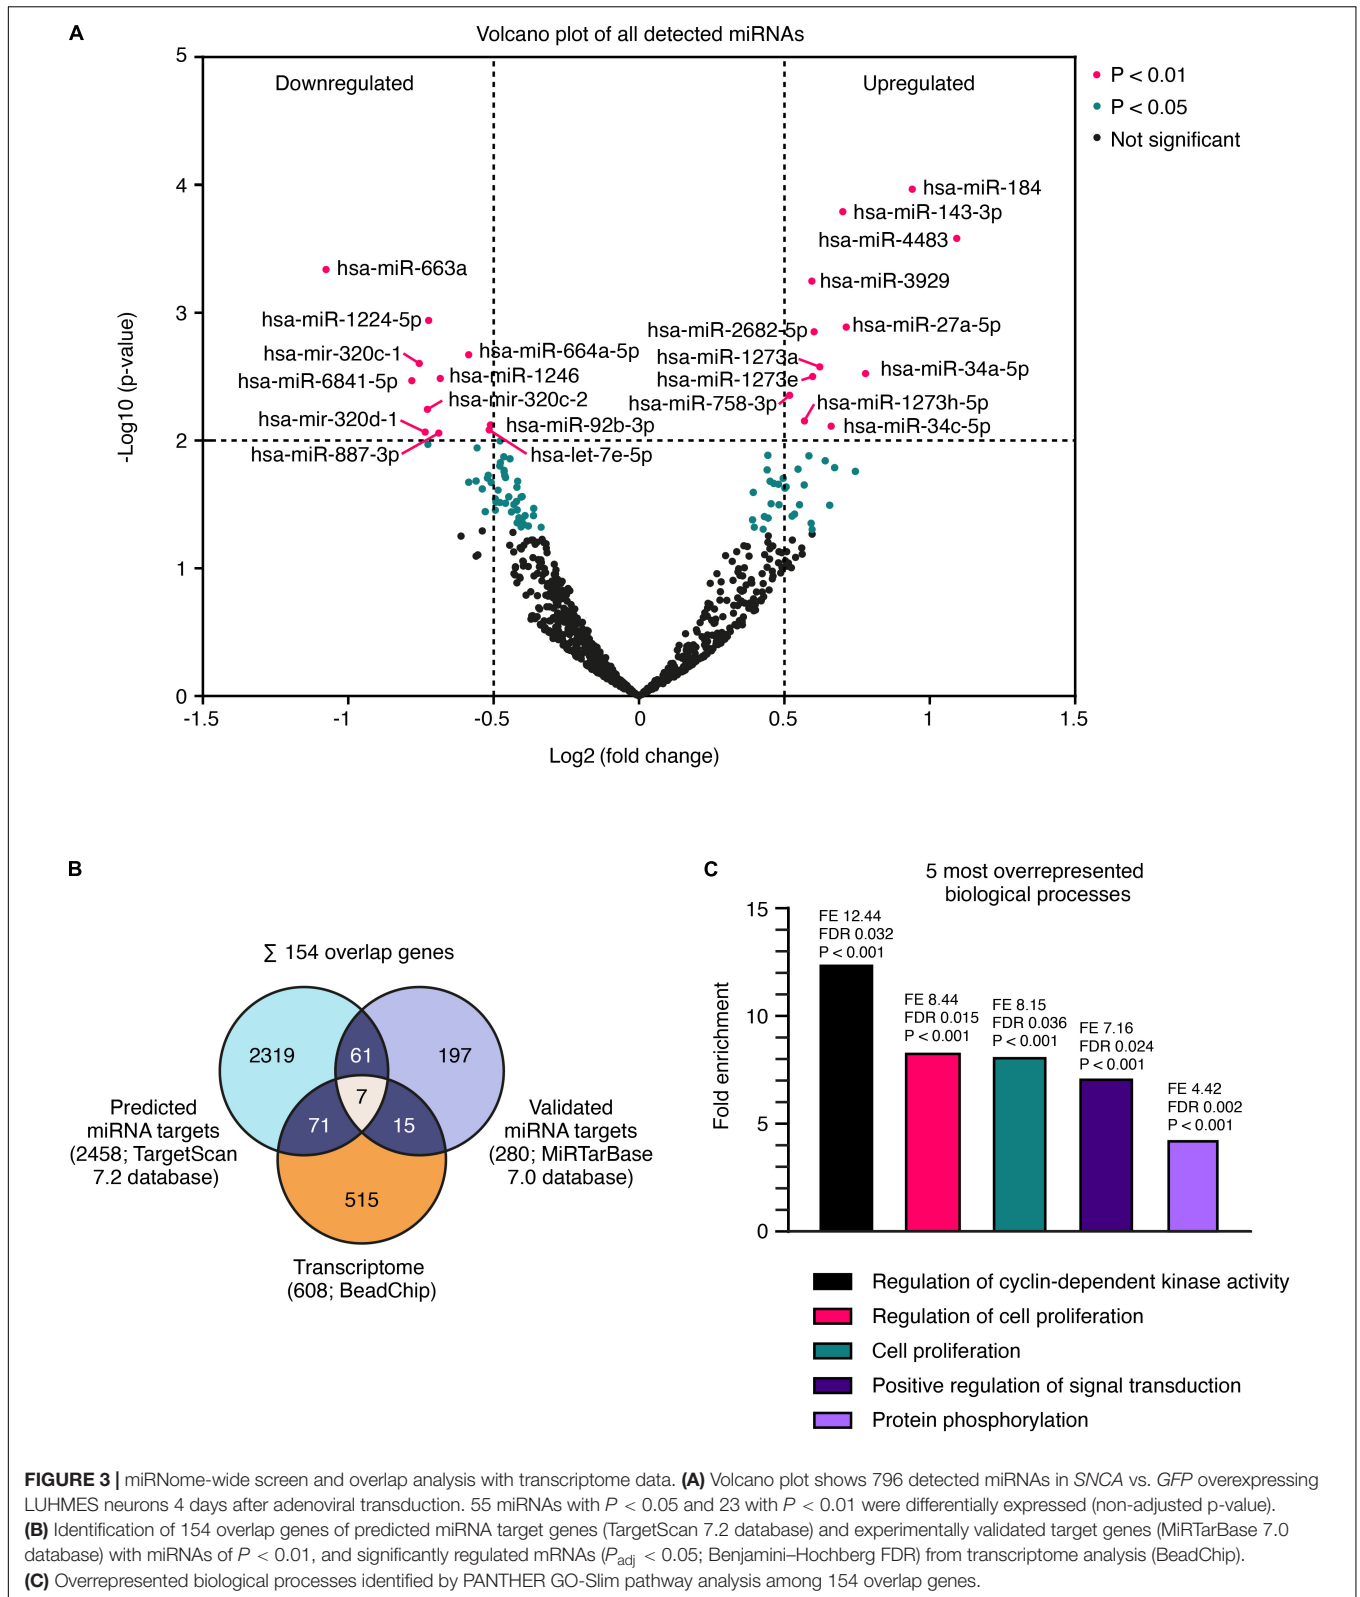 A
Volcano plot of all detected miRNAs
Downregulated
Upregulated
P < 0.01
P < 0.05
Not significant
5
4
3
2
1
0
-Log10 (p-value)
hsa-miR-184
hsa-miR-143-3p
hsa-miR-4483
hsa-miR-663a
hsa-miR-3929
hsa-miR-1224-5p
hsa-miR-2682-5p
hsa-miR-27a-5p
hsa-mir-320c-1
hsa-miR-664a-5p
hsa-miR-1273a
hsa-miR-34a-5p
hsa-miR-6841-5p
hsa-miR-1246
hsa-miR-1273e
hsa-mir-320c-2
hsa-miR-758-3p
hsa-miR-1273h-5p
hsa-mir-320d-1
hsa-miR-92b-3p
hsa-miR-34c-5p
hsa-miR-887-3p
hsa-let-7e-5p
-1.5 -1 -0.5 0 0.5 1 1.5
Log2 (fold change)
B
∑ 154 overlap genes
2319
61
197
7
71
15
515
Predicted
miRNA targets
(2458; TargetScan
7.2 database)
Validated
miRNA targets
(280; MiRTarBase
7.0 database)
Transcriptome
(608; BeadChip)
C
5 most overrepresented
biological processes
15
10
5
0
Fold enrichment
FE 12.44
FDR 0.032
P < 0.001
FE 8.44
FDR 0.015
P < 0.001
FE 8.15
FDR 0.036
P < 0.001
FE 7.16
FDR 0.024
P < 0.001
FE 4.42
FDR 0.002
P < 0.001
Regulation of cyclin-dependent kinase activity
Regulation of cell proliferation
Cell proliferation
Positive regulation of signal transduction
Protein phosphorylation
FIGURE 3 | miRNome-wide screen and overlap analysis with transcriptome data. (A) Volcano plot shows 796 detected miRNAs in SNCA vs. GFP overexpressing
LUHMES neurons 4 days after adenoviral transduction. 55 miRNAs with P < 0.05 and 23 with P < 0.01 were differentially expressed (non-adjusted p-value).
(B) Identification of 154 overlap genes of predicted miRNA target genes (TargetScan 7.2 database) and experimentally validated target genes (MiRTarBase 7.0
database) with miRNAs of P < 0.01, and significantly regulated mRNAs (Padj < 0.05; Benjamini–Hochberg FDR) from transcriptome analysis (BeadChip).
(C) Overrepresented biological processes identified by PANTHER GO-Slim pathway analysis among 154 overlap genes.